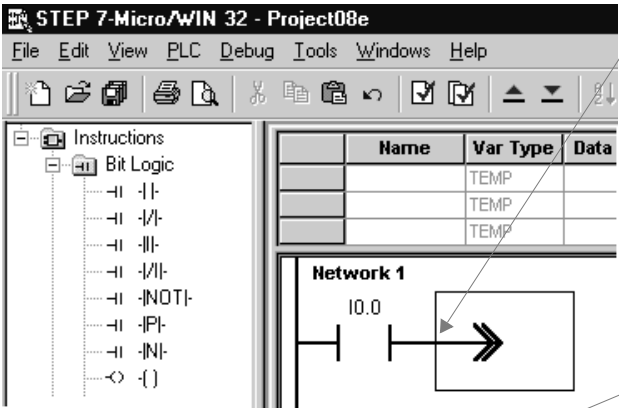 STEP 7-Micro/WIN 32 - Project08e
File Edit View PLC Debug Tools Windows Help
Instructions
Bit Logic
-| |-
-|/|-
-|I|-
-|/I|-
-|NOT|-
-|P|-
-|N|-
-( )
Name Var Type Data
TEMP
TEMP
TEMP
Network 1
I0.0